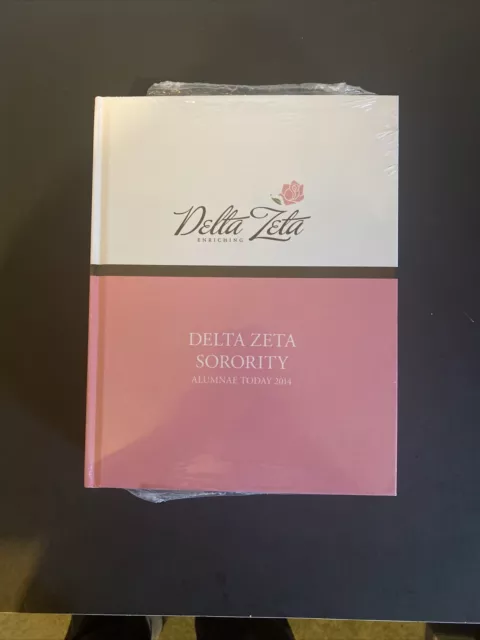 Delta Zeta
ENRICHING
DELTA ZETA
SORORITY
ALUMNAE TODAY 2014